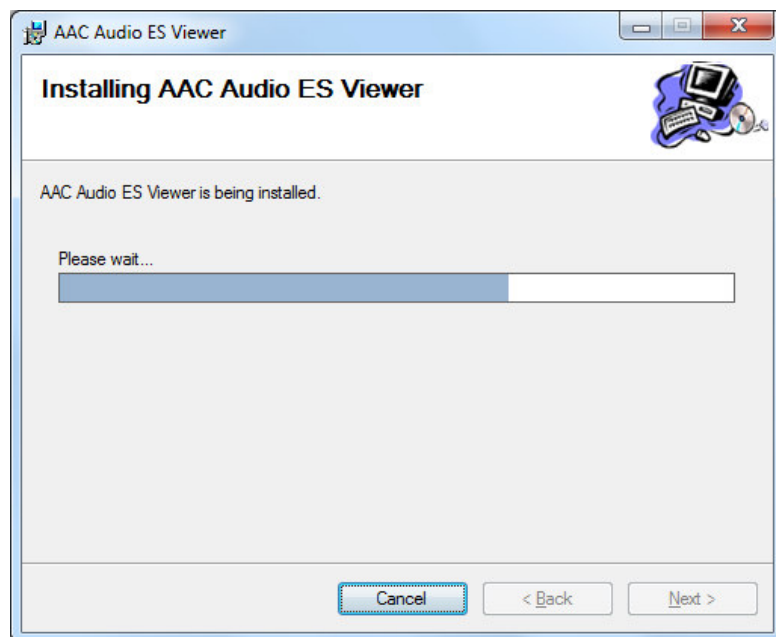 AAC Audio ES Viewer
Installing AAC Audio ES Viewer
AAC Audio ES Viewer is being installed.
Please wait...
Cancel
< Back
Next >